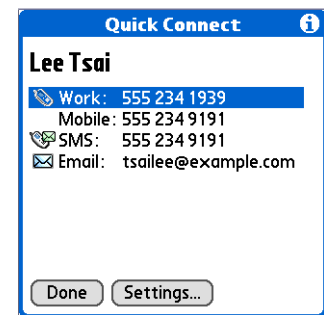 Quick Connect
Lee Tsai
Work: 555 234 1939
Mobile: 555 234 9191
SMS: 555 234 9191
Email: tsailee@example.com
Done Settings...